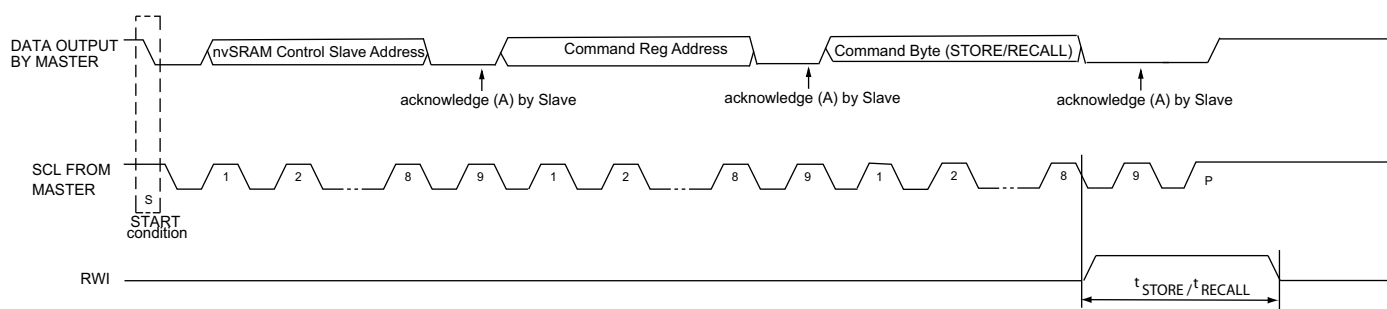 DATA OUTPUT
BY MASTER
nvSRAM Control Slave Address
Command Reg Address
Command Byte (STORE/RECALL)
acknowledge (A) by Slave
acknowledge (A) by Slave
acknowledge (A) by Slave
SCL FROM
MASTER
1
2
8
9
1
2
8
9
1
2
8
9
P
S
START
condition
RWI
t STORE / t RECALL